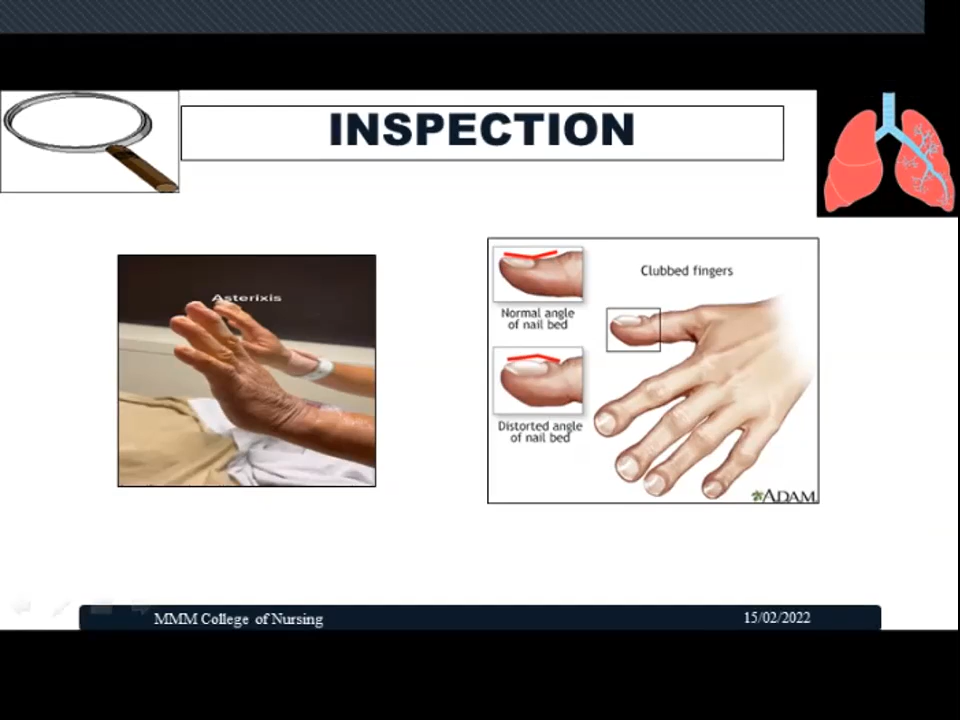 INSPECTION
Asterixis
Clubbed fingers
Normal angle
of nail bed
Distorted angle
of nail bed
ADAM
MMM College of Nursing
15/02/2022